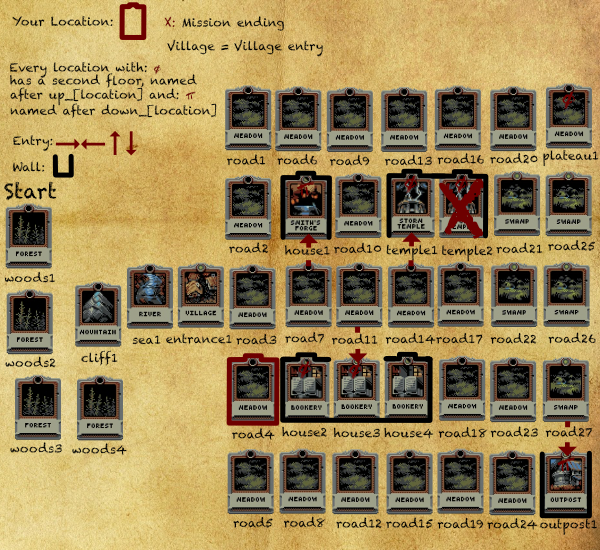 Your Location:
X: Mission ending
Village = Village entry
Every location with: ø
has a second floor, named
after up_[location] and: π
named after down_[location]
Entry: →← ↑ ↓
Wall:
Start
MEADOW MEADOW MEADOW MEADOW MEADOW MEADOW MEADOW
road1 road6 road9 road13 road16 road20 plateau1
FOREST MEADOW SMITH'S FORGE MEADOW STORM TEMPLE SWAMP SWAMP
woods1 road2 house1 road10 temple1 temple2 road21 road25
FOREST MOUNTAIN RIVER VILLAGE MEADOW MEADOW MEADOW MEADOW MEADOW SWAMP SWAMP
woods2 cliff1 sea1 entrance1 road3 road7 road11 road14 road17 road22 road26
FOREST FOREST MEADOW BOOKERY BOOKERY BOOKERY MEADOW MEADOW SWAMP
woods3 woods4 road4 house2 house3 house4 road18 road23 road27
MEADOW MEADOW MEADOW MEADOW MEADOW MEADOW OUTPOST
road5 road8 road12 road15 road19 road24 outpost1